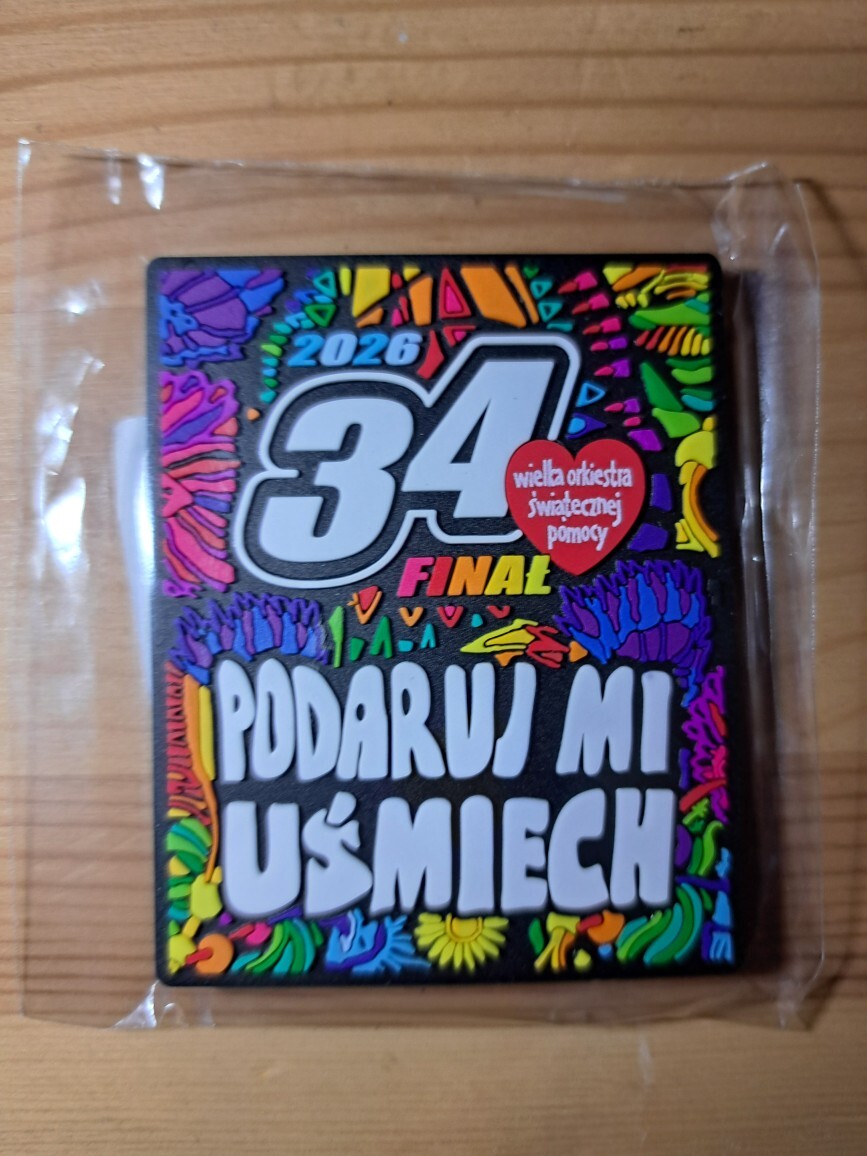 2026
34
wielka orkiestra
świątecznej
pomocy
FINAŁ
PODARUJ MI
UŚMIECH